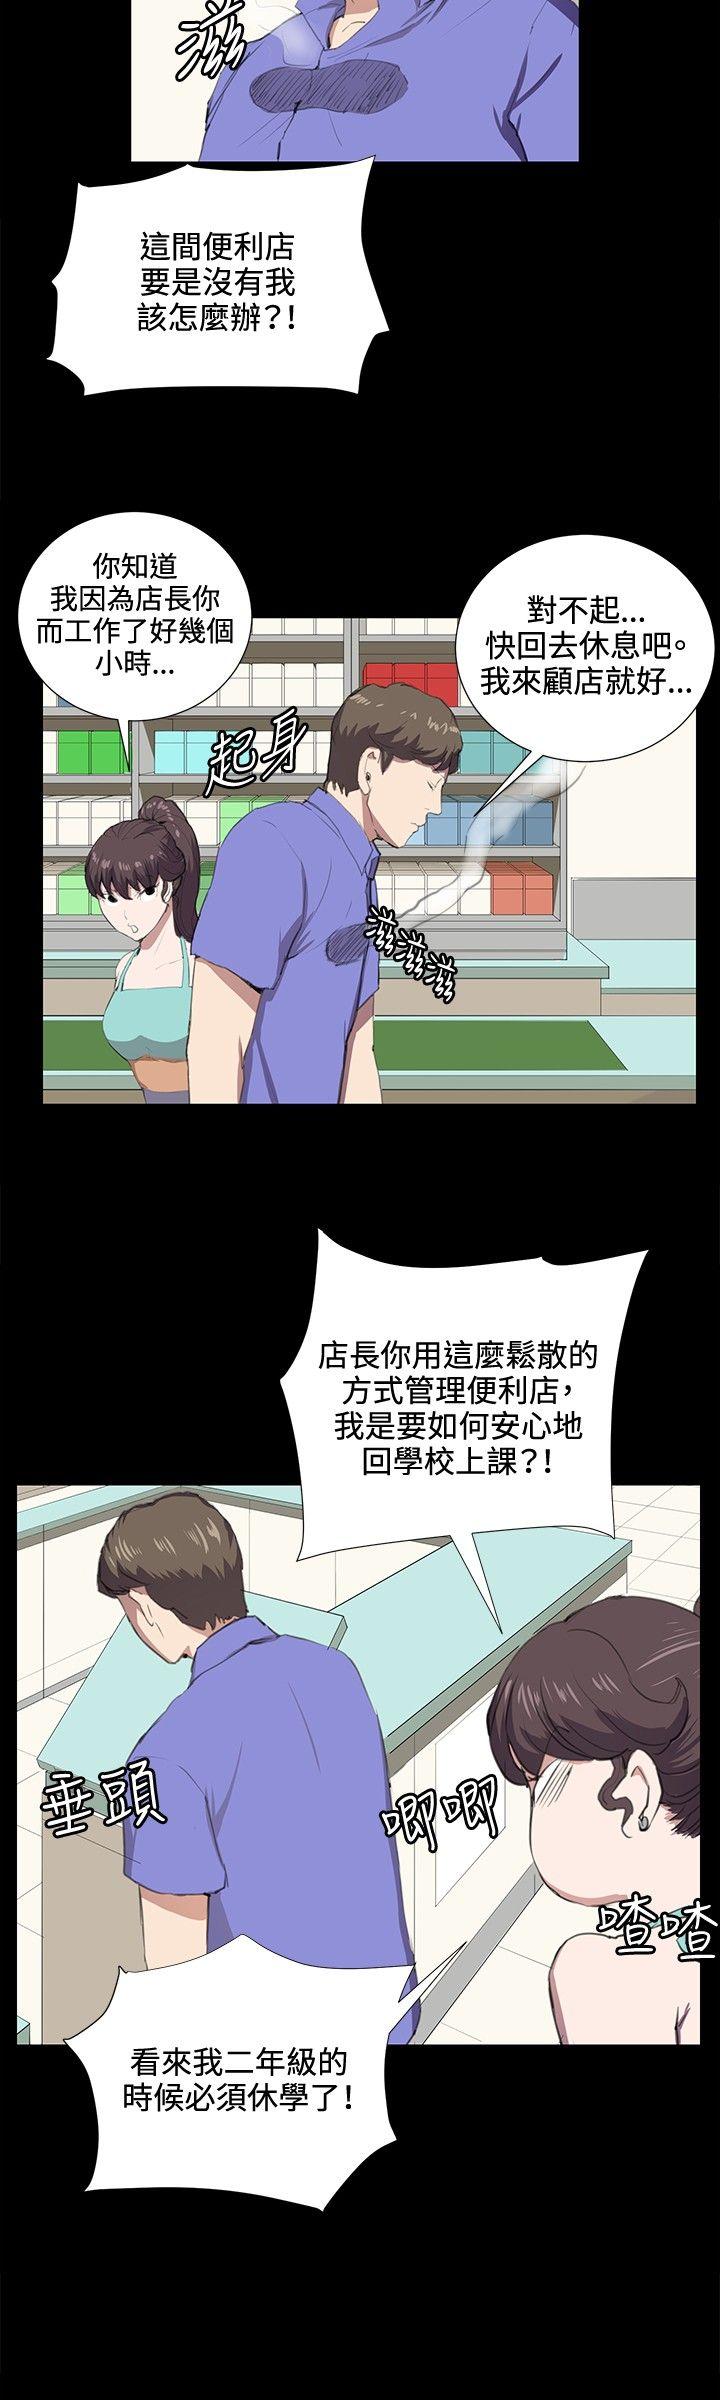 滋
這間便利店
要是沒有我
該怎麼辦?!
你知道
我因為店長你
而工作了好幾個
小時...
對不起...
快回去休息吧。
我來顧店就好...
起身
滋滋滋
店長你用這麼鬆散的
方式管理便利店,
我是要如何安心地
回學校上課?!
垂頭
唧唧
喳喳
看來我二年級的
時候必須休學了!